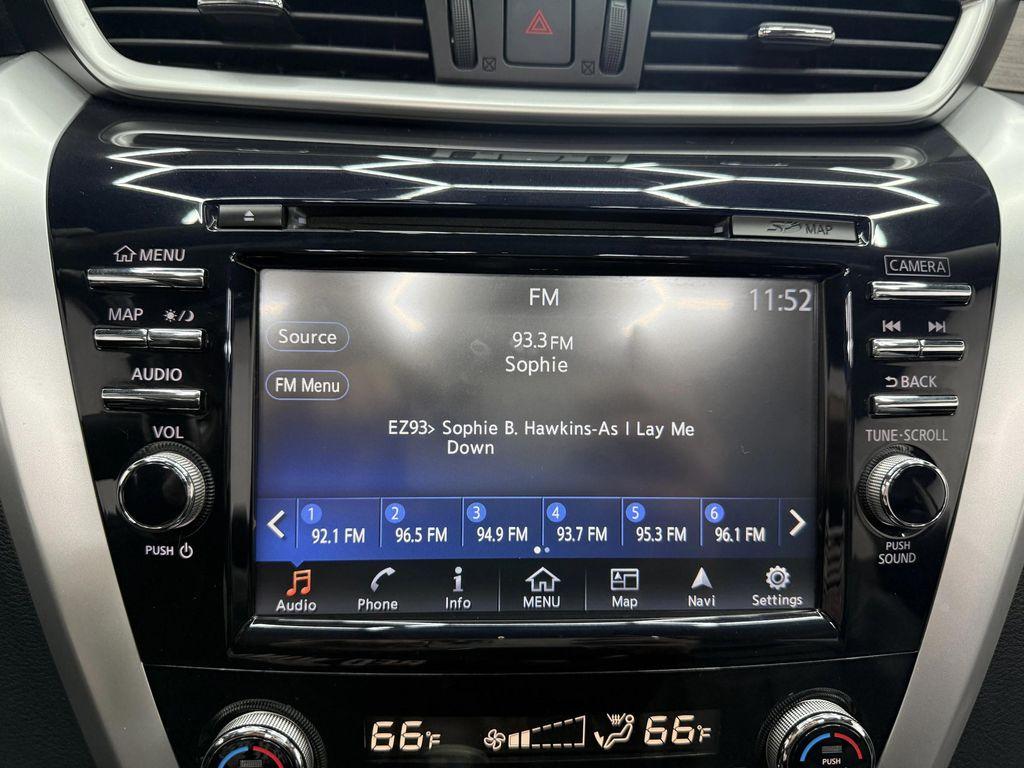 SD MAP
MENU
CAMERA
MAP
AUDIO
BACK
VOL
TUNE·SCROLL
PUSH
PUSH
SOUND
FM
11:52
Source
93.3 FM
Sophie
FM Menu
EZ93> Sophie B. Hawkins-As I Lay Me
Down
1 2 3 4 5 6
92.1 FM 96.5 FM 94.9 FM 93.7 FM 95.3 FM 96.1 FM
Audio Phone Info MENU Map Navi Settings
66°F 66°F
PUSH